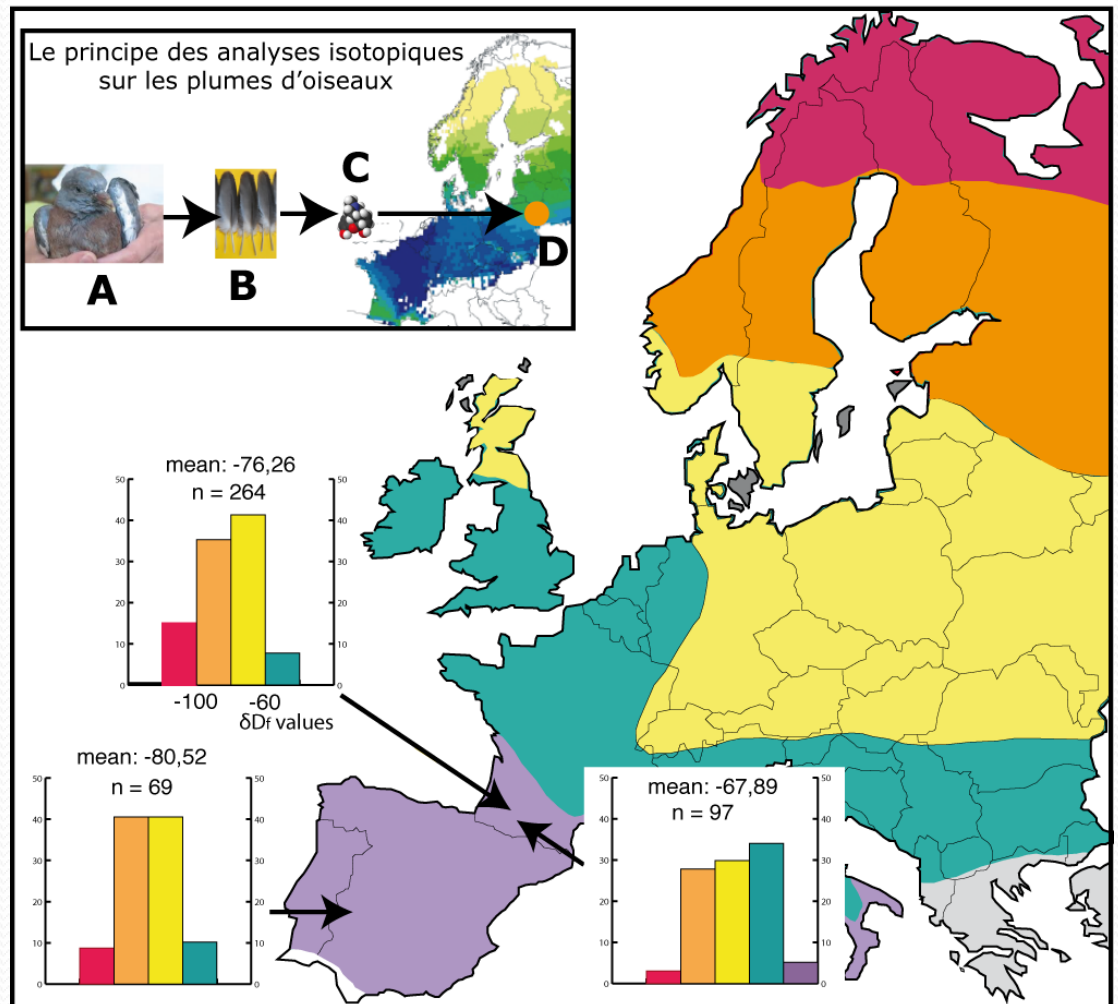 Le principe des analyses isotopiques
sur les plumes d'oiseaux
A
B
C
D
mean: -76,26
n = 264
50
40
30
20
10
0
50
40
30
20
10
0
-100
-60
δDf values
mean: -80,52
n = 69
50
40
30
20
10
0
50
40
30
20
10
0
mean: -67,89
n = 97
50
40
30
20
10
0
50
40
30
20
10
0